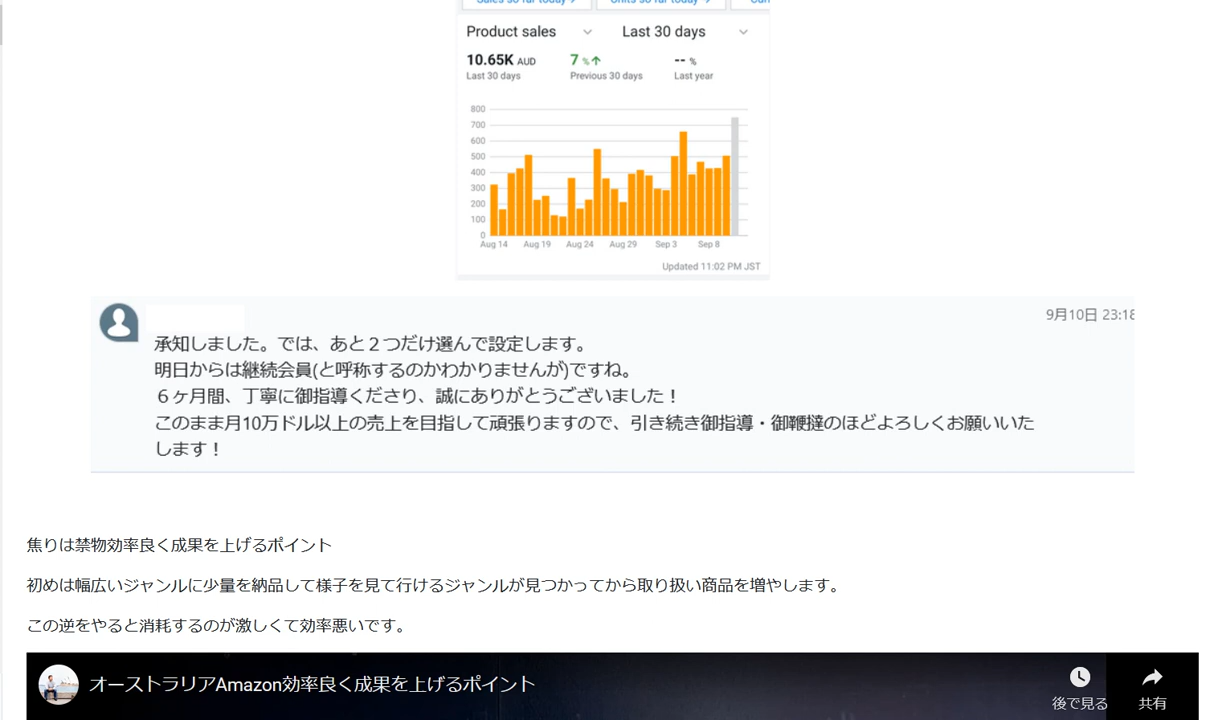 Sales so far today
Units so far today
Product sales
Last 30 days
10.65K AUD
7 %
-- %
Last 30 days
Previous 30 days
Last year
800
700
600
500
400
300
200
100
0
Aug 14
Aug 19
Aug 24
Aug 29
Sep 3
Sep 8
Updated 11:02 PM JST
9月10日 23:18
承知しました。では、あと２つだけ選んで設定します。
明日からは継続会員(と呼称するのかわかりませんが)ですね。
６ヶ月間、丁寧に御指導くださり、誠にありがとうございました！
このまま月10万ドル以上の売上を目指して頑張りますので、引き続き御指導・御鞭撻のほどよろしくお願いいた
します！
焦りは禁物効率良く成果を上げるポイント
初めは幅広いジャンルに少量を納品して様子を見て行けるジャンルが見つかってから取り扱い商品を増やします。
この逆をやると消耗するのが激しくて効率悪いです。
オーストラリアAmazon効率良く成果を上げるポイント
後で見る
共有